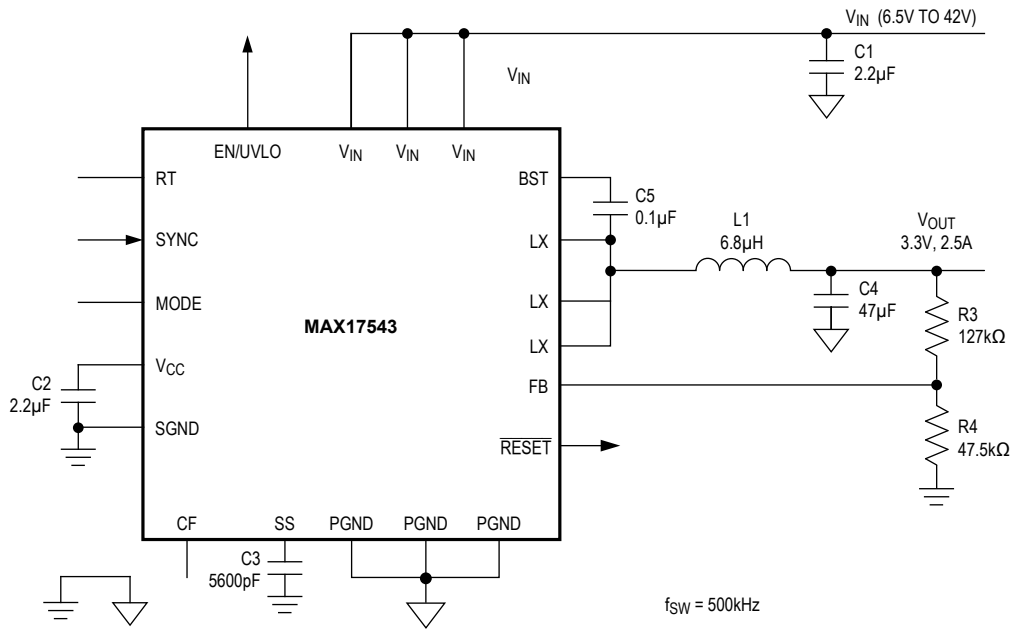 VIN (6.5V TO 42V)
C1
2.2µF
VIN
EN/UVLO
VIN
VIN
VIN
RT
BST
C5
0.1µF
SYNC
LX
L1
6.8µH
VOUT
3.3V, 2.5A
MODE
LX
C4
47µF
R3
127kΩ
MAX17543
LX
VCC
C2
2.2µF
FB
SGND
RESET
R4
47.5kΩ
CF
SS
PGND
PGND
PGND
C3
5600pF
fSW = 500kHz